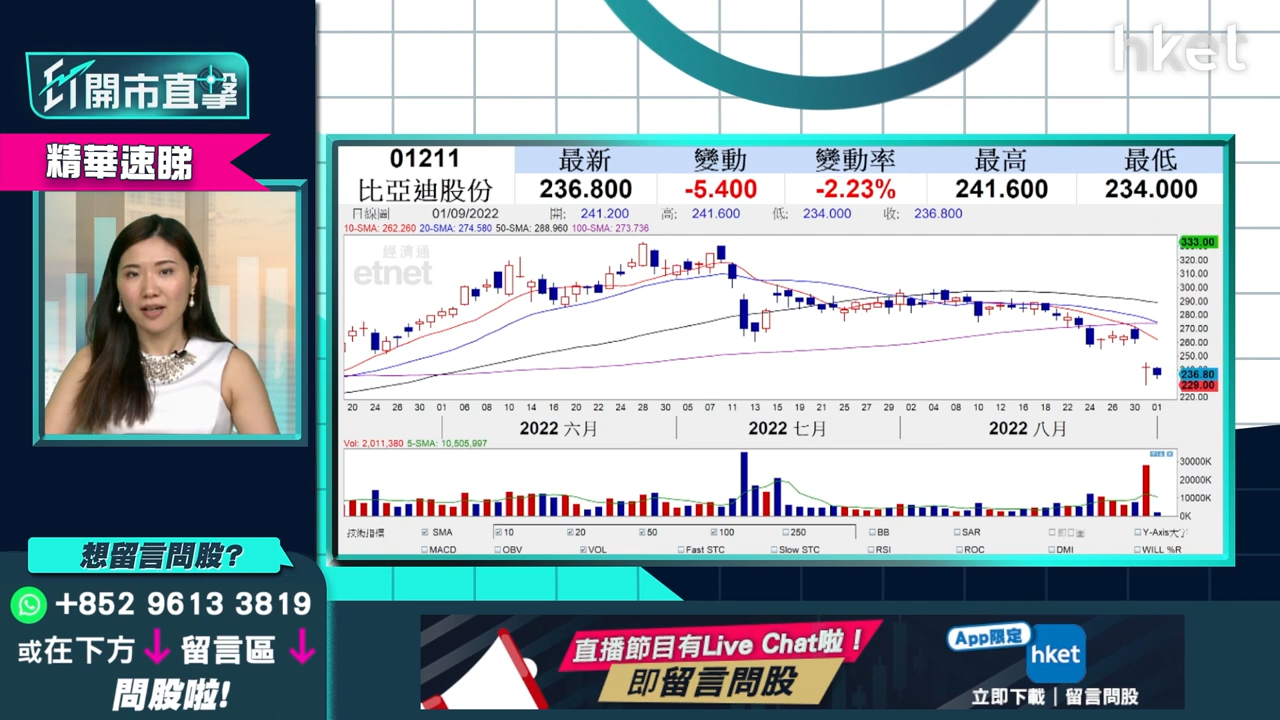 hket
ET開市直擊
精華速睇
01211 最新 變動 變動率 最高 最低
比亞迪股份 236.800 -5.400 -2.23% 241.600 234.000
日線圖 01/09/2022 開: 241.200 高: 241.600 低: 234.000 收: 236.800
10-SMA: 262.260 20-SMA: 274.580 50-SMA: 288.960 100-SMA: 273.736
經濟通
etnet
333.00
320.00
310.00
300.00
290.00
280.00
270.00
260.00
250.00
236.80
229.00
220.00
20 24 26 30 01 06 08 10 14 16 20 22 24 28 30 05 07 11 13 15 19 21 25 27 29 02 04 08 10 12 16 18 22 24 26 30 01
2022 六月 2022 七月 2022 八月
Vol: 2,011,380 5-SMA: 10,505,997
30000K
20000K
10000K
0K
技術指標 SMA 10 20 50 100 250 BB SAR Y-Axis大
MACD OBV VOL Fast STC Slow STC RSI ROC DMI WILL %R
想留言問股?
+852 9613 3819
或在下方 留言區
問股啦!
直播節目有Live Chat啦!
即留言問股
App限定
hket
立即下載 | 留言問股